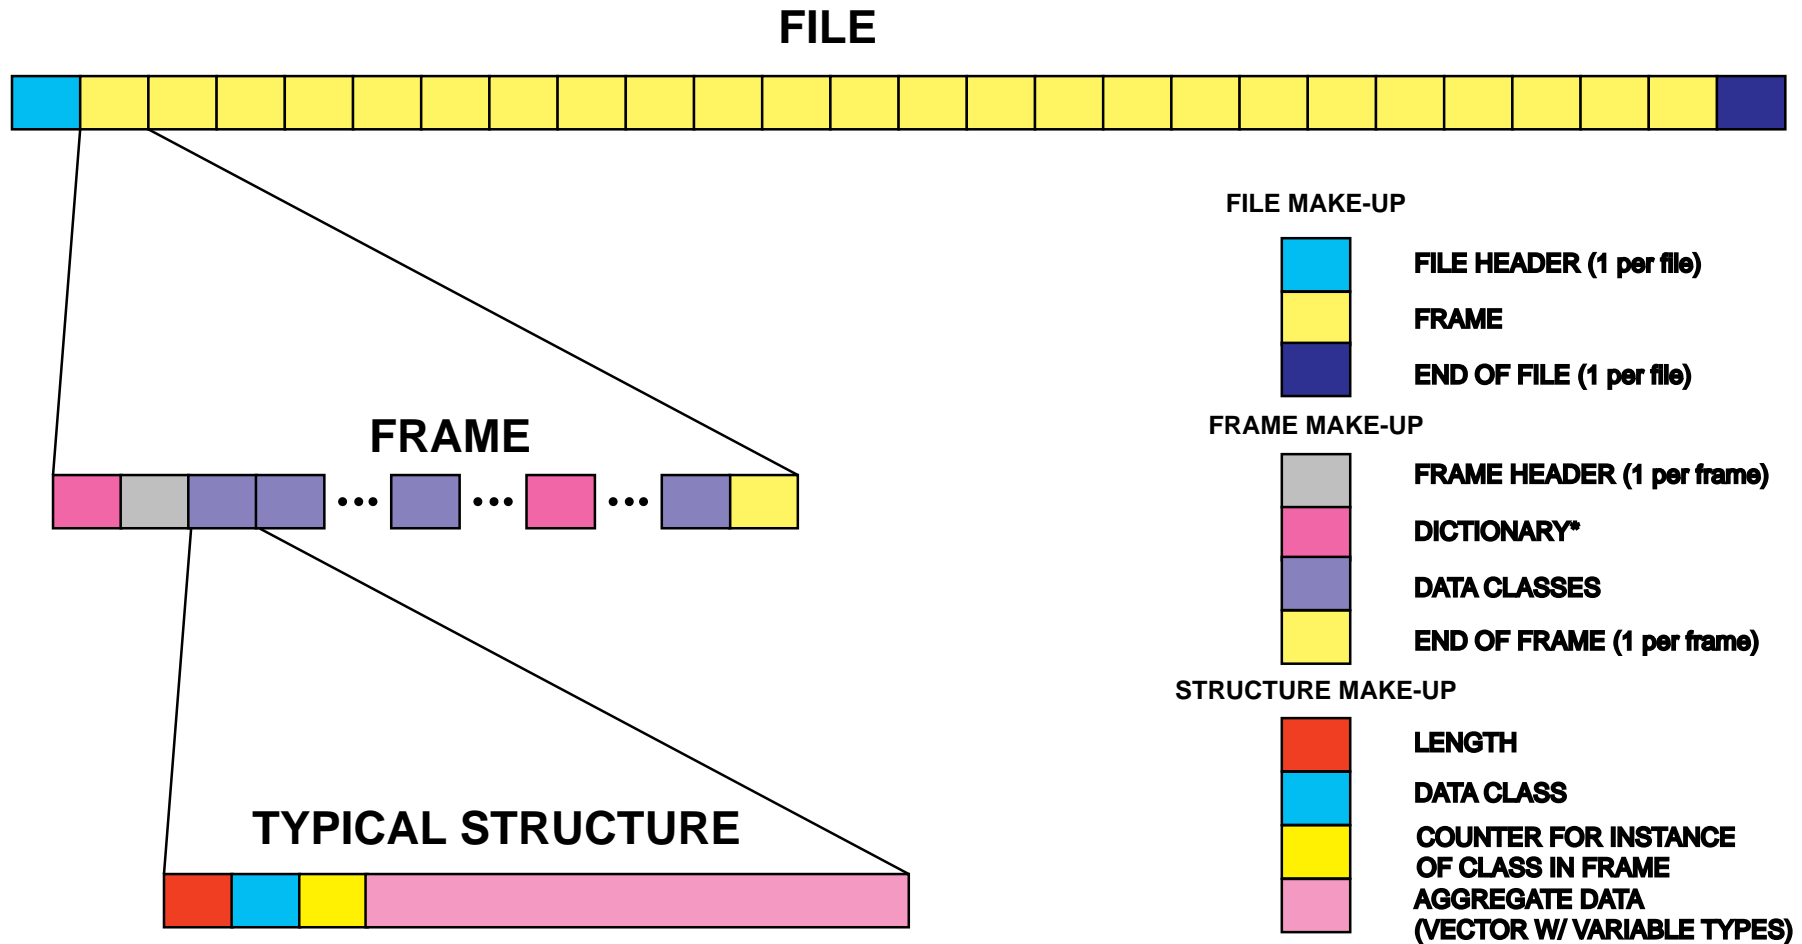 FILE
FILE MAKE-UP
FILE HEADER (1 per file)
FRAME
END OF FILE (1 per file)
FRAME
FRAME MAKE-UP
FRAME HEADER (1 per frame)
DICTIONARY*
DATA CLASSES
END OF FRAME (1 per frame)
STRUCTURE MAKE-UP
LENGTH
DATA CLASS
TYPICAL STRUCTURE
COUNTER FOR INSTANCE
OF CLASS IN FRAME
AGGREGATE DATA
(VECTOR W/ VARIABLE TYPES)